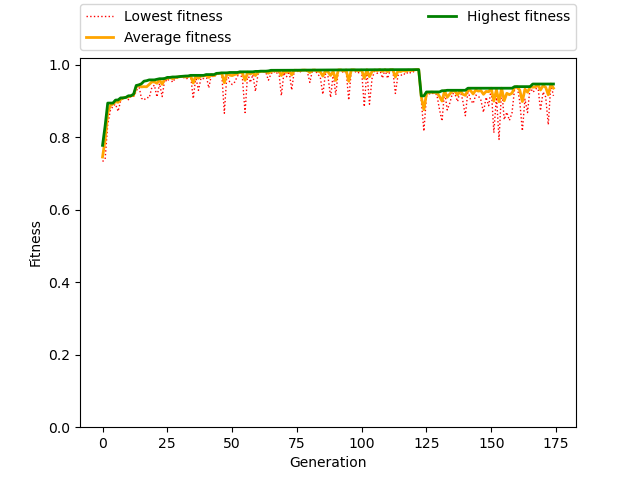 Lowest fitness
Average fitness
Highest fitness
1.0
0.8
0.6
0.4
0.2
0.0
Fitness
0 25 50 75 100 125 150 175
Generation